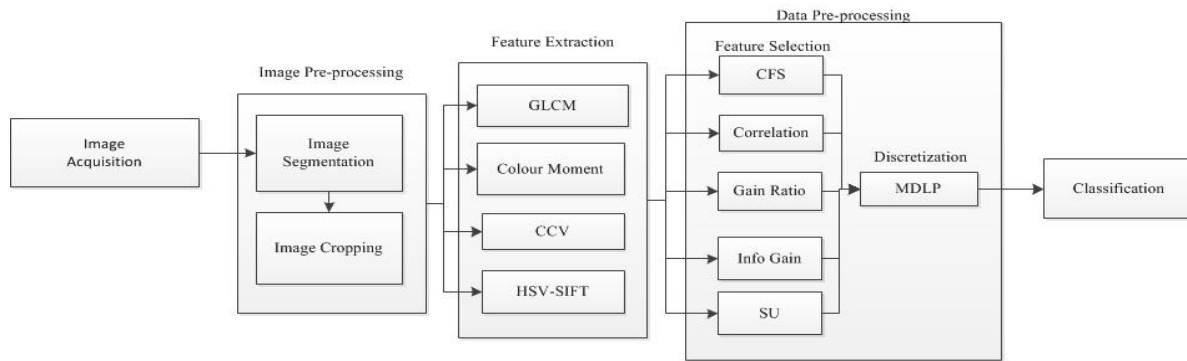 Image
Acquisition
Image Pre-processing
Image
Segmentation
Image Cropping
Feature Extraction
GLCM
Colour Moment
CCV
HSV-SIFT
Data Pre-processing
Feature Selection
CFS
Correlation
Gain Ratio
Info Gain
SU
Discretization
MDLP
Classification